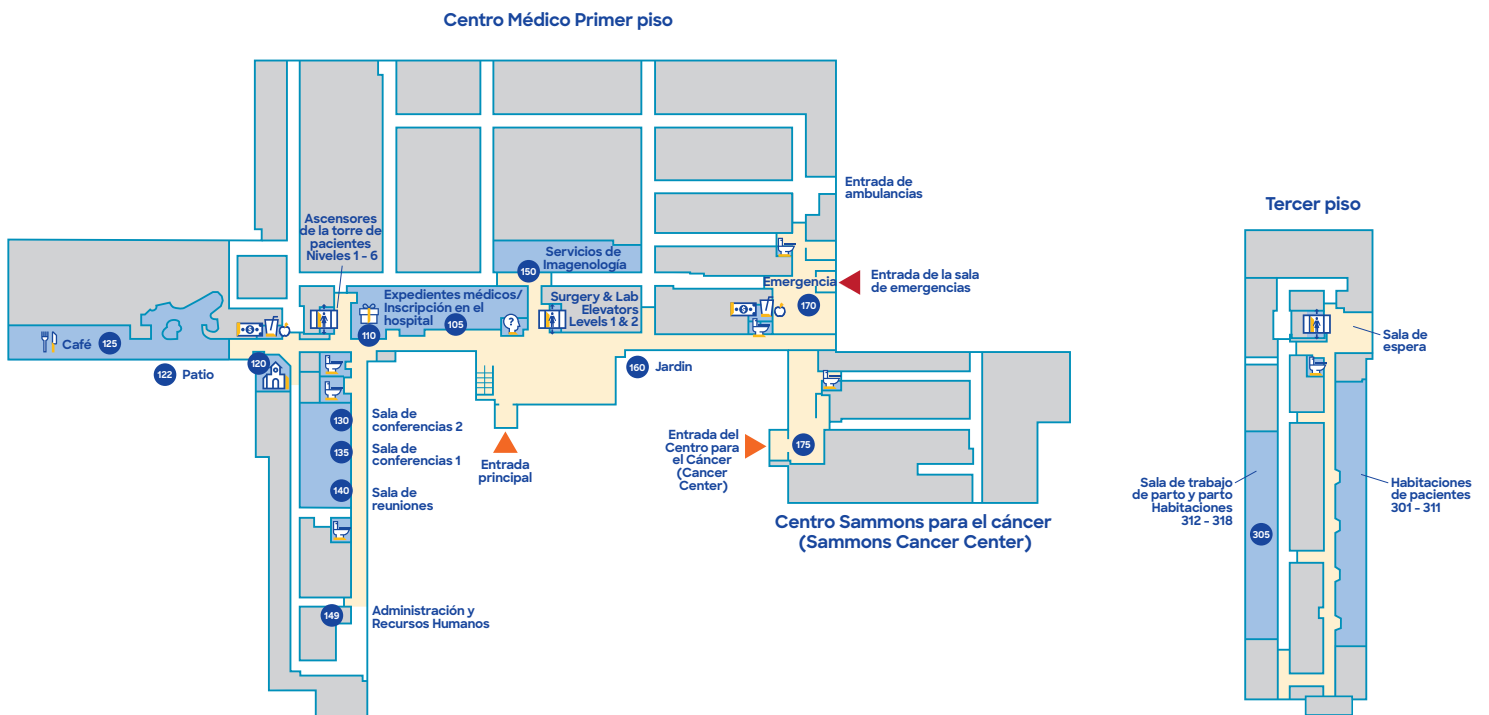 Centro Médico Primer piso
Entrada de
ambulancias
Tercer piso
Ascensores
de la torre de
pacientes
Niveles 1 - 6
Servicios de
Imagenología
150
Emergencia
Entrada de la sala
de emergencias
Expedientes médicos/
Inscripción en el
hospital
105
Surgery & Lab
Elevators
Levels 1 & 2
170
$
$
?
110
Café
125
120
122
Patio
160
Jardin
Sala de
espera
130
Sala de
conferencias 2
135
Sala de
conferencias 1
140
Sala de
reuniones
Entrada
principal
Entrada del
Centro para
el Cáncer
(Cancer
Center)
175
Centro Sammons para el cáncer
(Sammons Cancer Center)
Sala de trabajo
de parto y parto
Habitaciones
312 - 318
305
Habitaciones
de pacientes
301 - 311
149
Administración y
Recursos Humanos